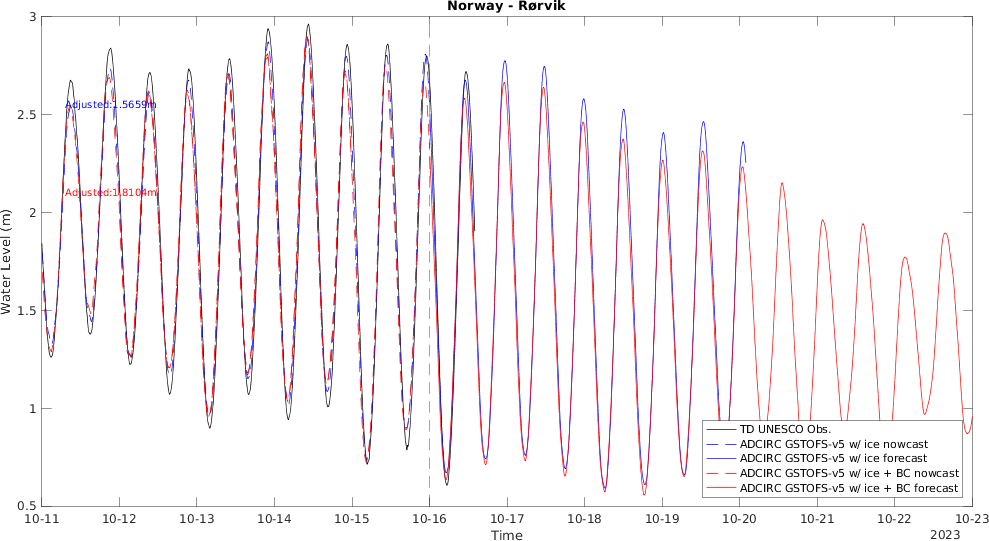 Norway - Rørvik
3
2.5
2
1.5
1
0.5
Water Level (m)
Adjusted:1.5659m
Adjusted:1.8104m
TD UNESCO Obs.
ADCIRC GSTOFS-v5 w/ ice nowcast
ADCIRC GSTOFS-v5 w/ ice forecast
ADCIRC GSTOFS-v5 w/ ice + BC nowcast
ADCIRC GSTOFS-v5 w/ ice + BC forecast
10-11 10-12 10-13 10-14 10-15 10-16 10-17 10-18 10-19 10-20 10-21 10-22 10-23
Time
2023